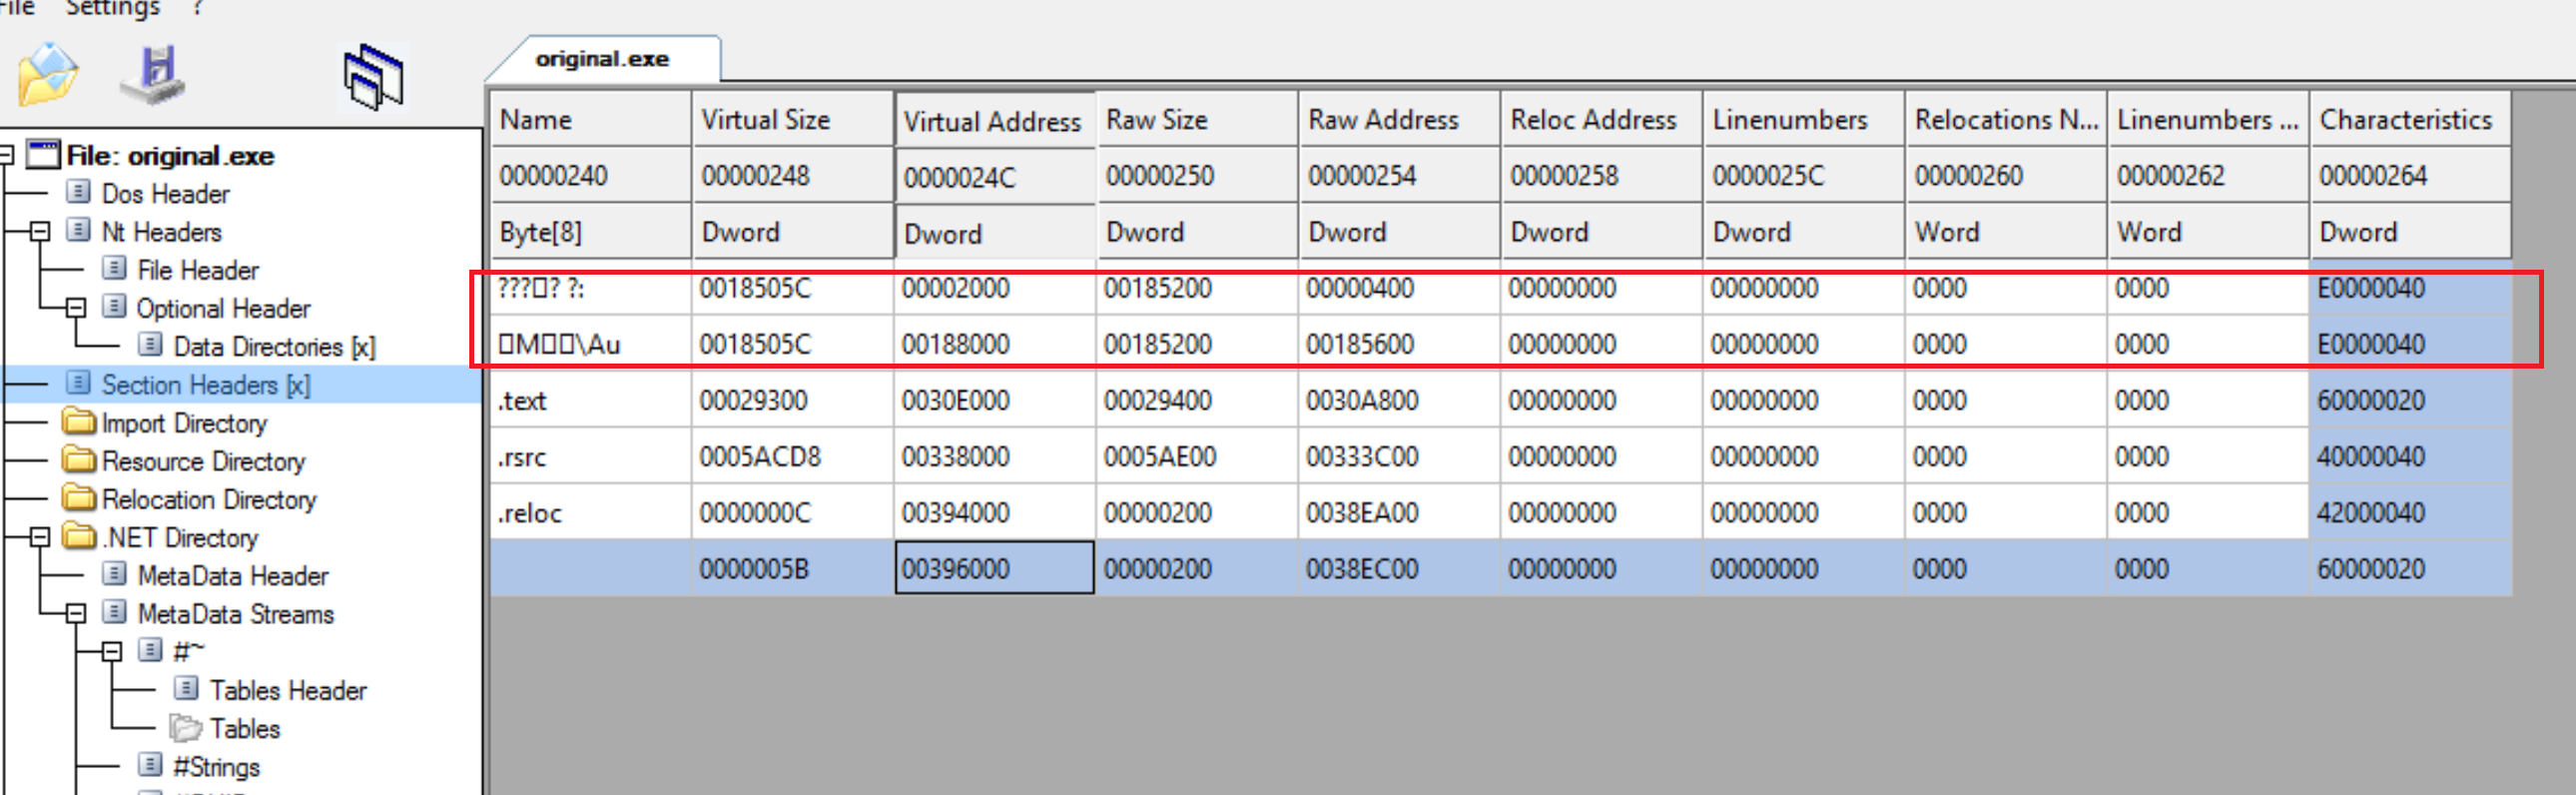 File Settings ?
original.exe
File: original.exe
Dos Header
Nt Headers
File Header
Optional Header
Data Directories [x]
Section Headers [x]
Import Directory
Resource Directory
Relocation Directory
.NET Directory
MetaData Header
MetaData Streams
#~
Tables Header
Tables
#Strings
Name Virtual Size Virtual Address Raw Size Raw Address Reloc Address Linenumbers Relocations N... Linenumbers ... Characteristics
00000240 00000248 0000024C 00000250 00000254 00000258 0000025C 00000260 00000262 00000264
Byte[8] Dword Dword Dword Dword Dword Dword Word Word Dword
???□? ?: 0018505C 00002000 00185200 00000400 00000000 00000000 0000 0000 E0000040
□M□□\Au 0018505C 00188000 00185200 00185600 00000000 00000000 0000 0000 E0000040
.text 00029300 0030E000 00029400 0030A800 00000000 00000000 0000 0000 60000020
.rsrc 0005ACD8 00338000 0005AE00 00333C00 00000000 00000000 0000 0000 40000040
.reloc 0000000C 00394000 00000200 0038EA00 00000000 00000000 0000 0000 42000040
0000005B 00396000 00000200 0038EC00 00000000 00000000 0000 0000 60000020